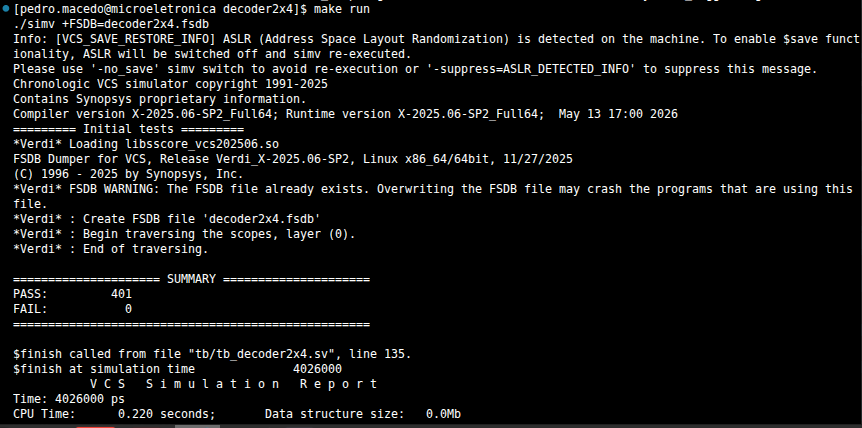 [pedro.macedo@microeletronica decoder2x4]$ make run
./simv +FSDB=decoder2x4.fsdb
Info: [VCS_SAVE_RESTORE_INFO] ASLR (Address Space Layout Randomization) is detected on the machine. To enable $save funct
ionality, ASLR will be switched off and simv re-executed.
Please use '-no_save' simv switch to avoid re-execution or '-suppress=ASLR_DETECTED_INFO' to suppress this message.
Chronologic VCS simulator copyright 1991-2025
Contains Synopsys proprietary information.
Compiler version X-2025.06-SP2_Full64; Runtime version X-2025.06-SP2_Full64;  May 13 17:00 2026
========= Initial tests =========
*Verdi* Loading libsscore_vcs202506.so
FSDB Dumper for VCS, Release Verdi_X-2025.06-SP2, Linux x86_64/64bit, 11/27/2025
(C) 1996 - 2025 by Synopsys, Inc.
*Verdi* FSDB WARNING: The FSDB file already exists. Overwriting the FSDB file may crash the programs that are using this
file.
*Verdi* : Create FSDB file 'decoder2x4.fsdb'
*Verdi* : Begin traversing the scopes, layer (0).
*Verdi* : End of traversing.
===================== SUMMARY =====================
PASS:         401
FAIL:           0
===================================================
$finish called from file "tb/tb_decoder2x4.sv", line 135.
$finish at simulation time              4026000
           V C S   S i m u l a t i o n   R e p o r t
Time: 4026000 ps
CPU Time:      0.220 seconds;       Data structure size:   0.0Mb